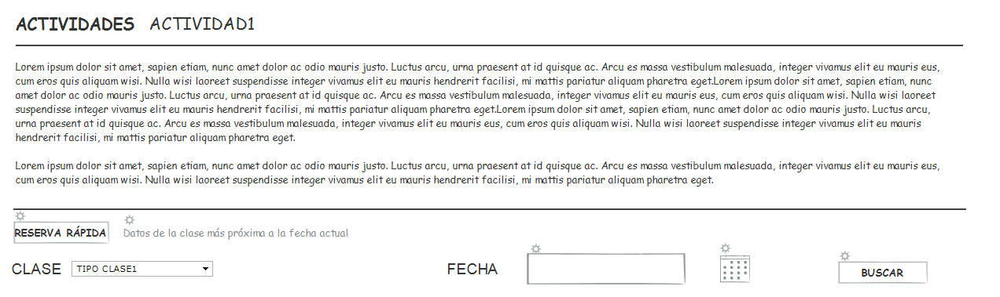 ACTIVIDADES ACTIVIDAD1
Lorem ipsum dolor sit amet, sapien etiam, nunc amet dolor ac odio mauris justo. Luctus arcu, urna praesent at id quisque ac. Arcu es massa vestibulum malesuada, integer vivamus elit eu mauris eus,
cum eros quis aliquam wisi. Nulla wisi laoreet suspendisse integer vivamus elit eu mauris hendrerit facilisi, mi mattis pariatur aliquam pharetra eget.Lorem ipsum dolor sit amet, sapien etiam, nunc
amet dolor ac odio mauris justo. Luctus arcu, urna praesent at id quisque ac. Arcu es massa vestibulum malesuada, integer vivamus elit eu mauris eus, cum eros quis aliquam wisi. Nulla wisi laoreet
suspendisse integer vivamus elit eu mauris hendrerit facilisi, mi mattis pariatur aliquam pharetra eget.Lorem ipsum dolor sit amet, sapien etiam, nunc amet dolor ac odio mauris justo. Luctus arcu,
urna praesent at id quisque ac. Arcu es massa vestibulum malesuada, integer vivamus elit eu mauris eus, cum eros quis aliquam wisi. Nulla wisi laoreet suspendisse integer vivamus elit eu mauris
hendrerit facilisi, mi mattis pariatur aliquam pharetra eget.
Lorem ipsum dolor sit amet, sapien etiam, nunc amet dolor ac odio mauris justo. Luctus arcu, urna praesent at id quisque ac. Arcu es massa vestibulum malesuada, integer vivamus elit eu mauris eus,
cum eros quis aliquam wisi. Nulla wisi laoreet suspendisse integer vivamus elit eu mauris hendrerit facilisi, mi mattis pariatur aliquam pharetra eget.
RESERVA RÁPIDA Datos de la clase más próxima a la fecha actual
CLASE TIPO CLASE1 FECHA BUSCAR